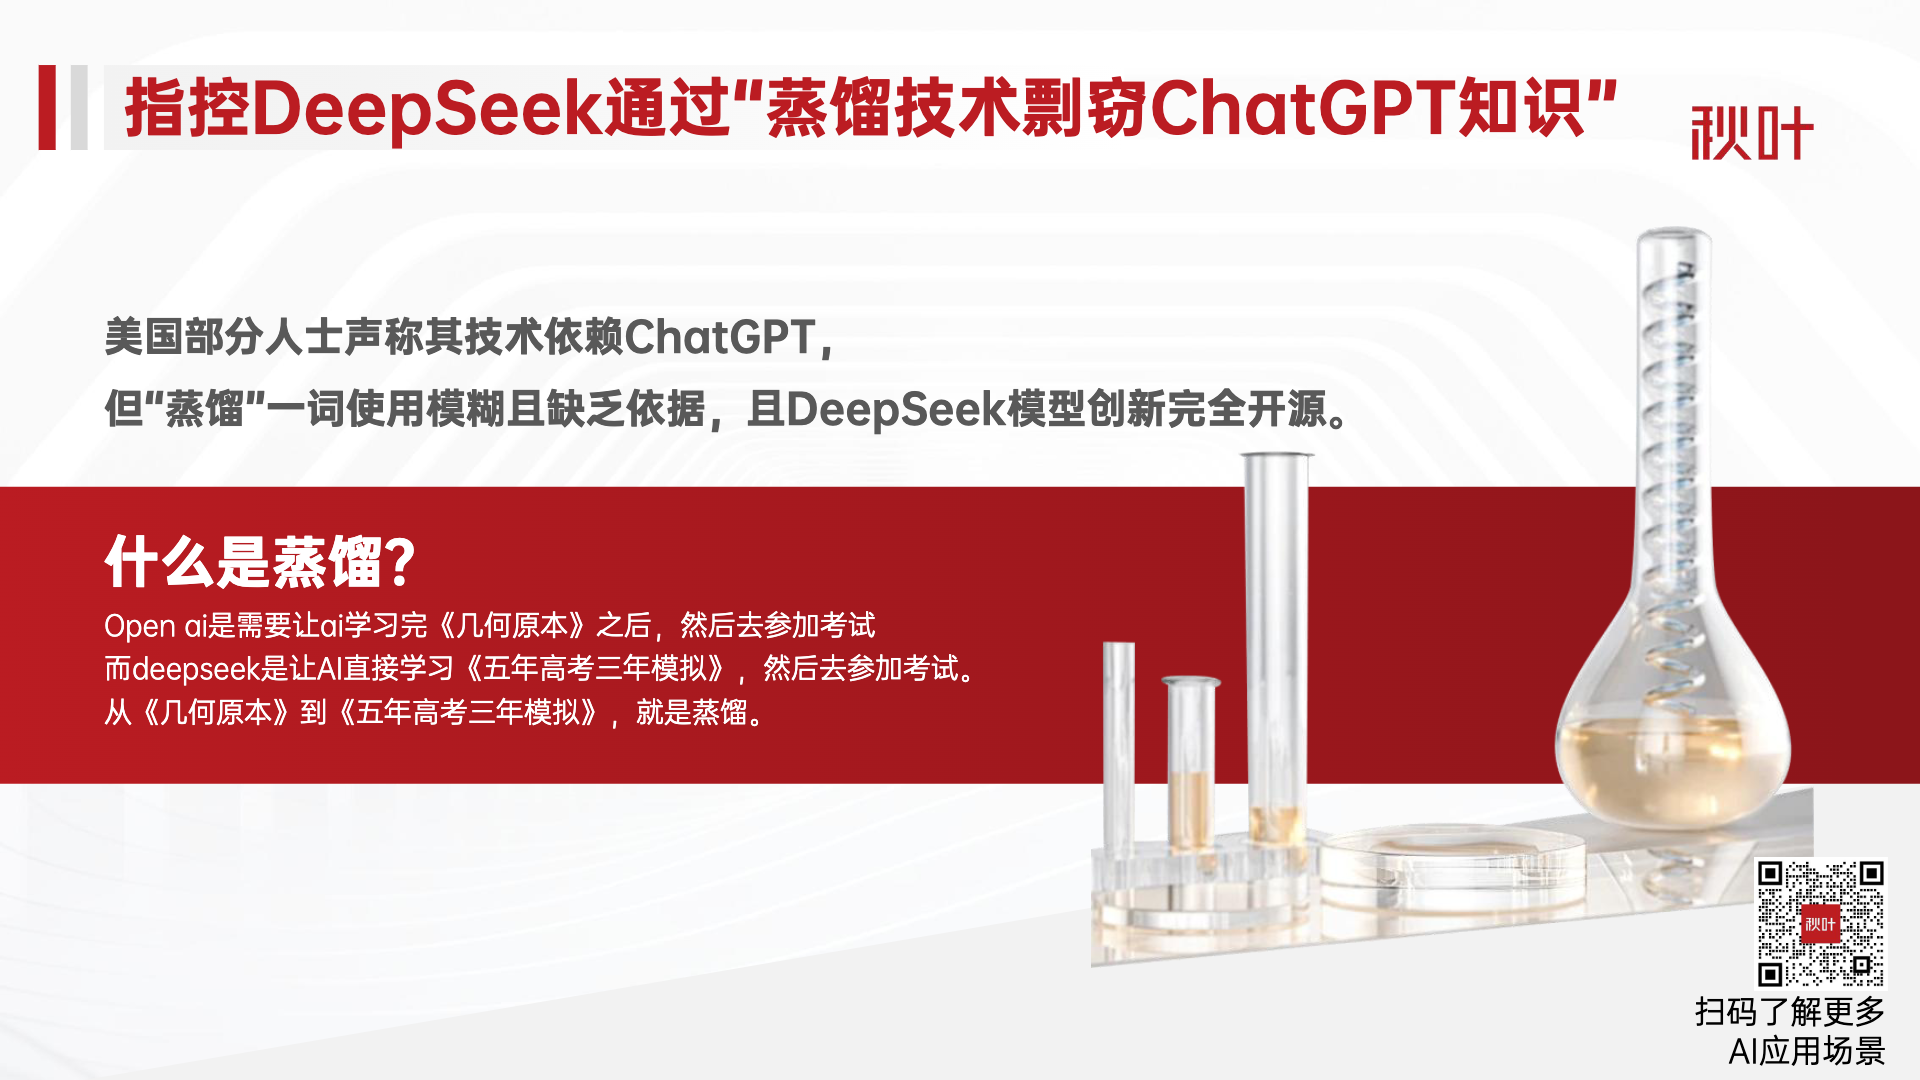 指控DeepSeek通过“蒸馏技术剽窃ChatGPT知识”
秋叶
美国部分人士声称其技术依赖ChatGPT，
但“蒸馏”一词使用模糊且缺乏依据，且DeepSeek模型创新完全开源。
什么是蒸馏？
Open ai是需要让ai学习完《几何原本》之后，然后去参加考试
而deepseek是让AI直接学习《五年高考三年模拟》，然后去参加考试。
从《几何原本》到《五年高考三年模拟》，就是蒸馏。
秋叶
扫码了解更多
AI应用场景